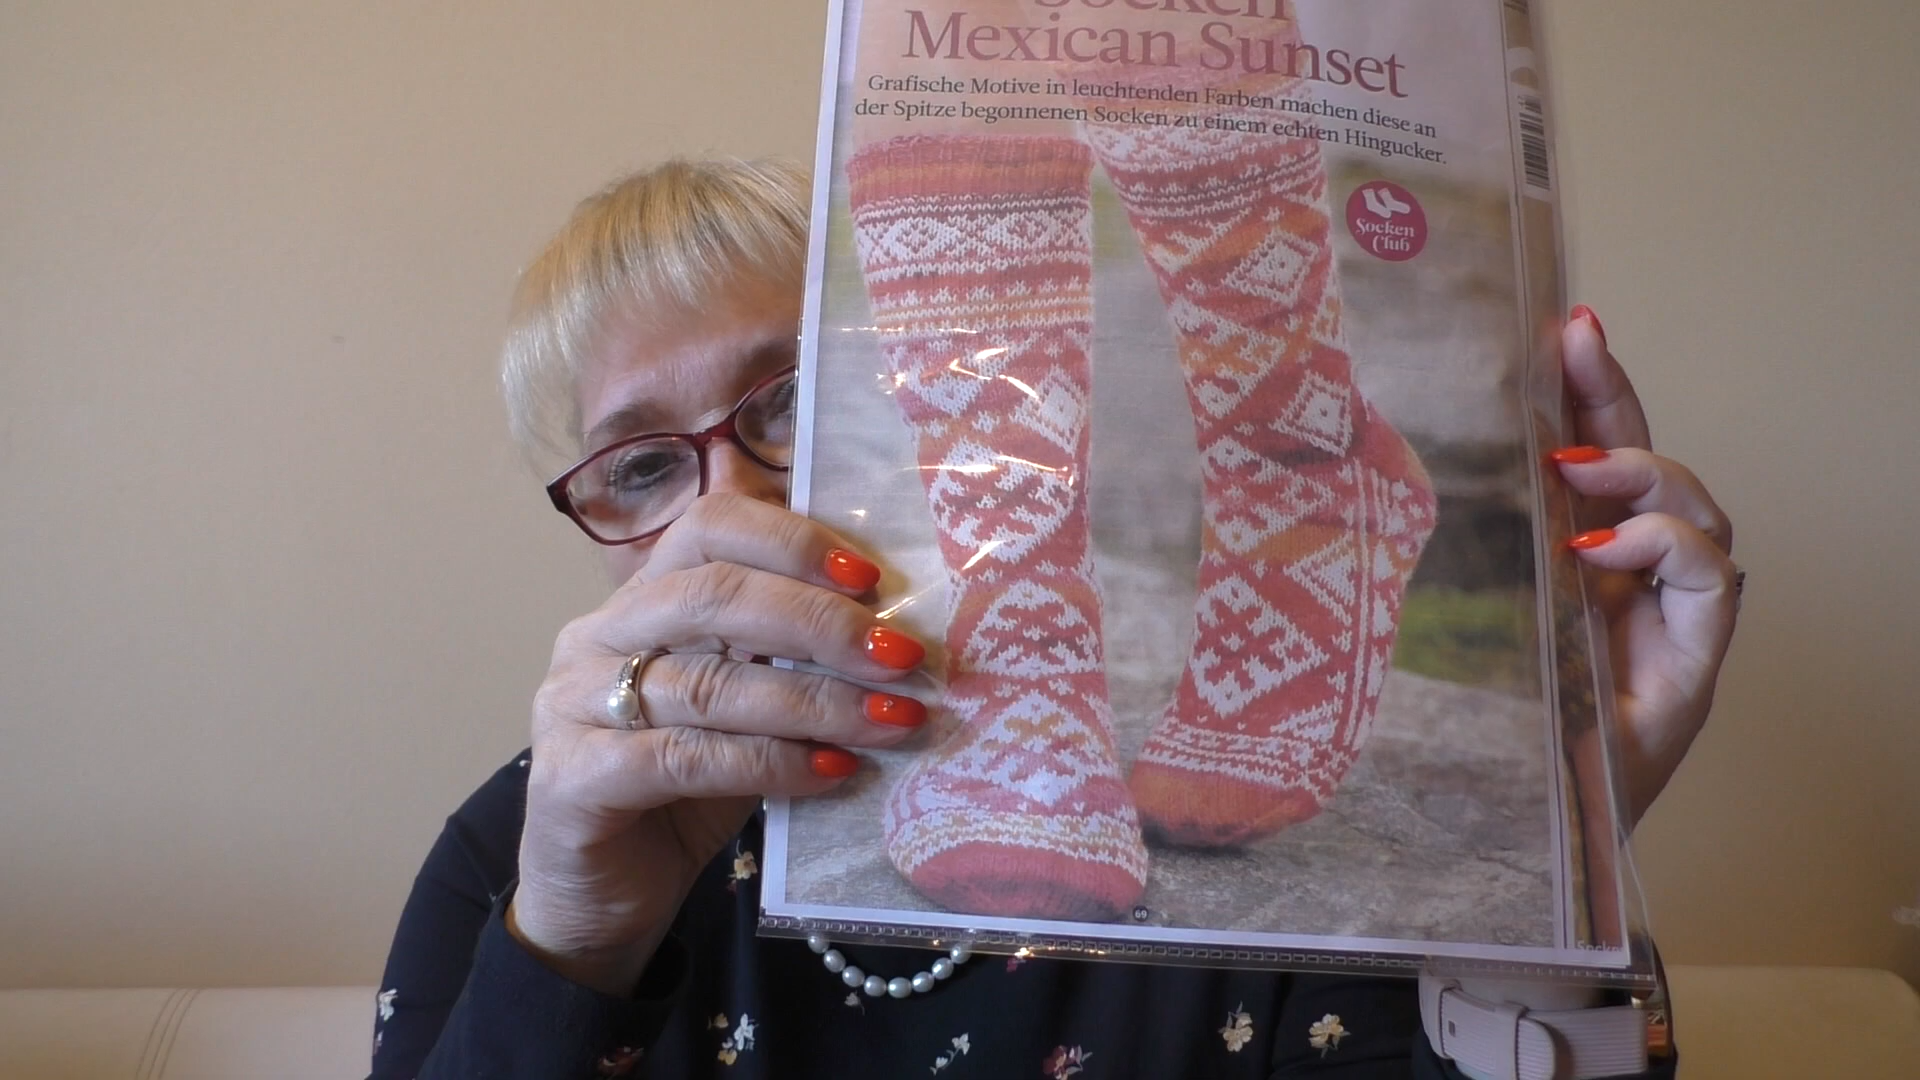 Socken
Mexican Sunset
Grafische Motive in leuchtenden Farben machen diese an
der Spitze begonnenen Socken zu einem echten Hingucker.
Socken
Club
69